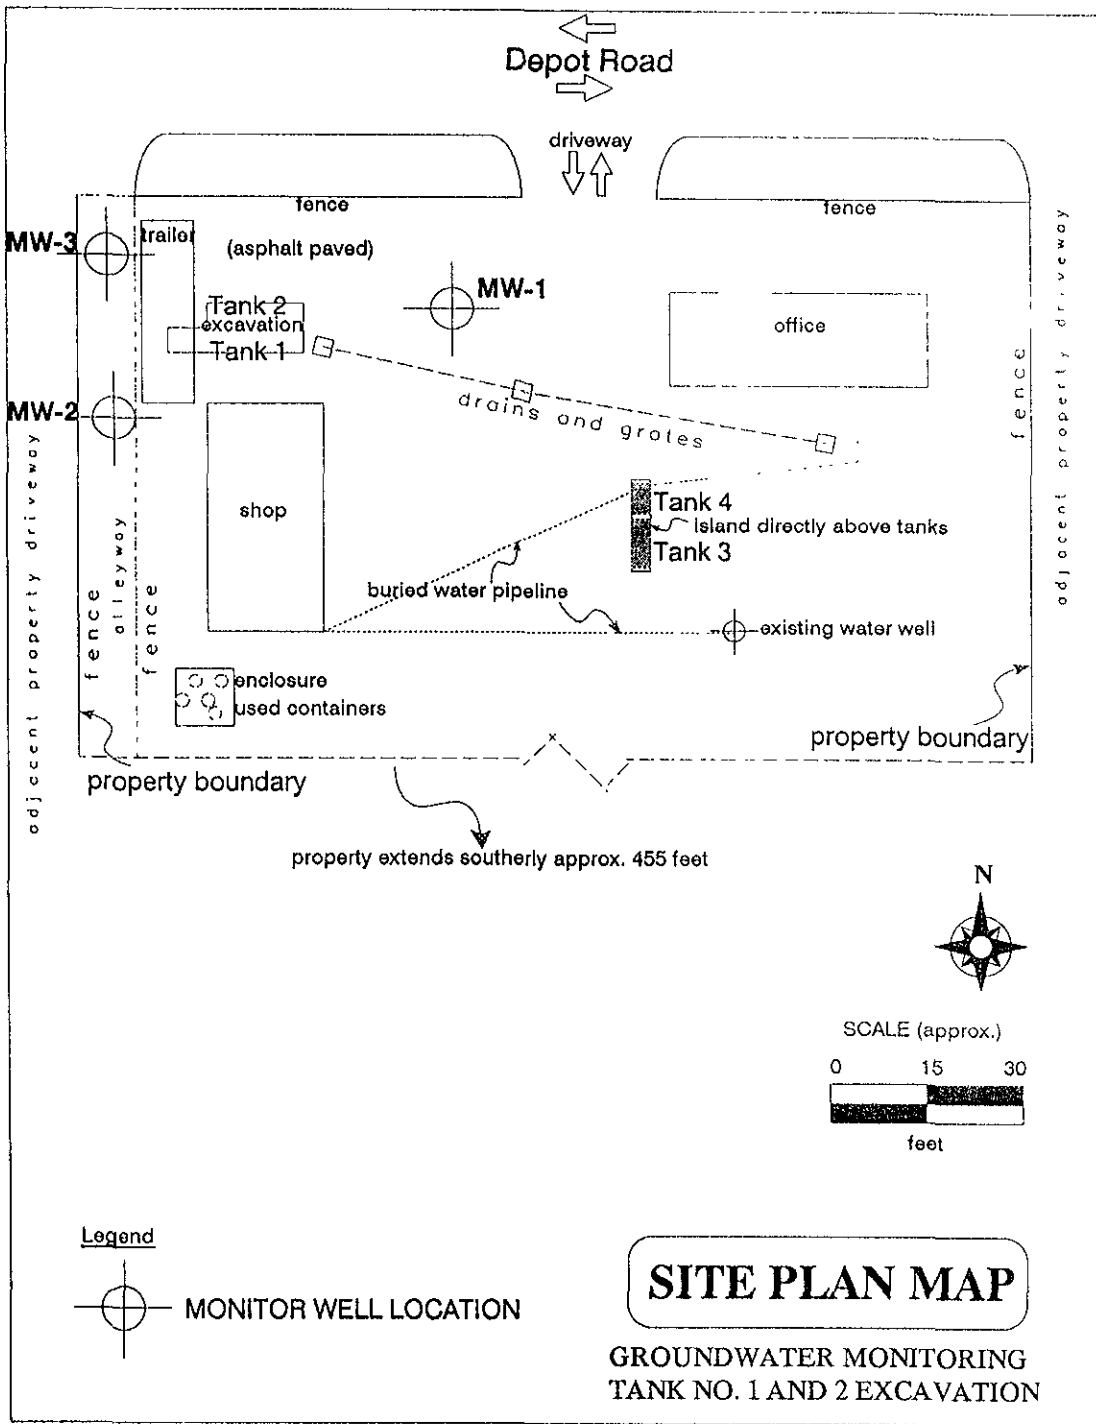 Depot Road
driveway
fence
fence
MW-3
trailer
(asphalt paved)
MW-1
Tank 2
excavation
Tank 1
office
MW-2
drains and grates
fence
adjacent property driveway
shop
Tank 4
island directly above tanks
Tank 3
buried water pipeline
existing water well
adjacent property driveway
fence
alleyway
fence
enclosure
used containers
property boundary
property boundary
property extends southerly approx. 455 feet
N
SCALE (approx.)
0 15 30
feet
Legend
MONITOR WELL LOCATION
SITE PLAN MAP
GROUNDWATER MONITORING
TANK NO. 1 AND 2 EXCAVATION